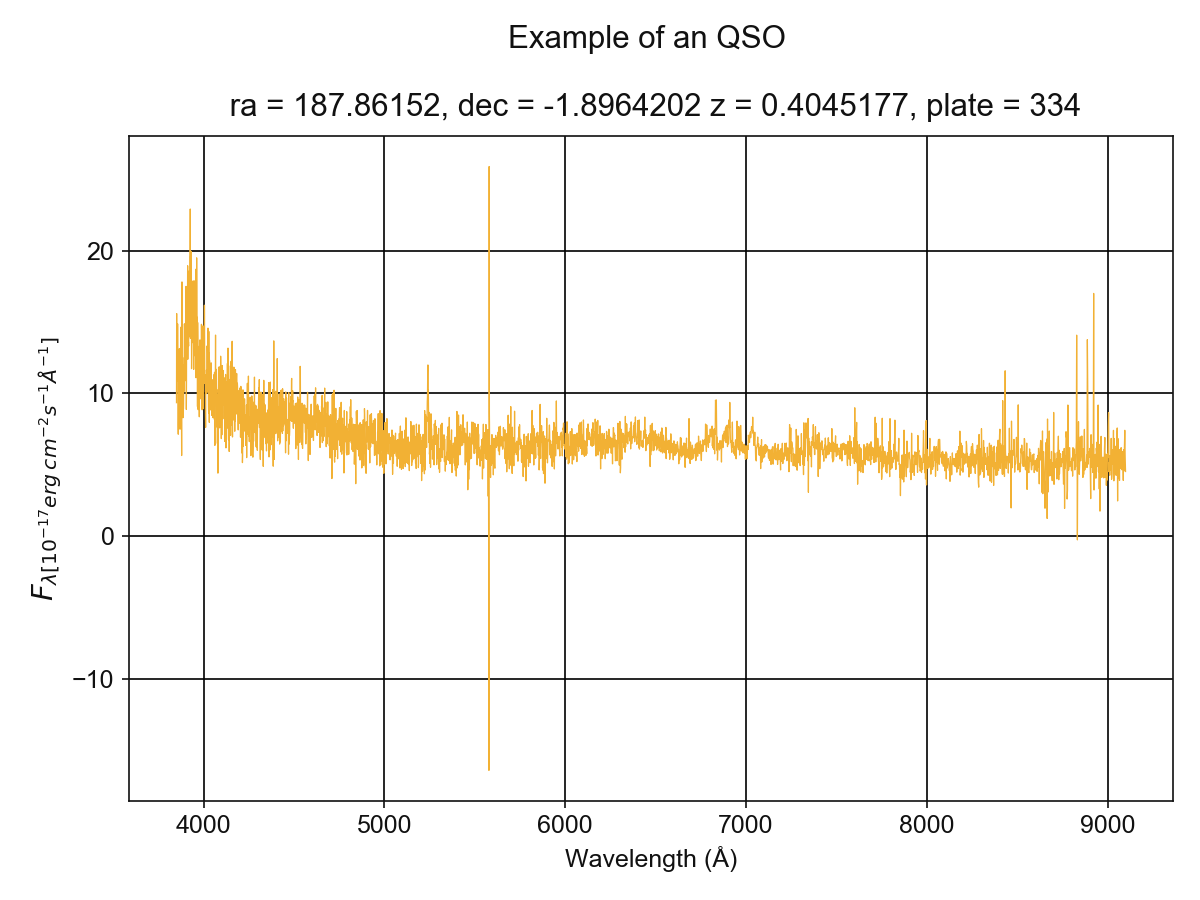 Example of an QSO
ra = 187.86152, dec = -1.8964202 z = 0.4045177, plate = 334
20
10
0
−10
4000 5000 6000 7000 8000 9000
Wavelength (Å)
F_{λ[10^{−17} erg cm^{−2} s^{−1} Å^{−1}]}